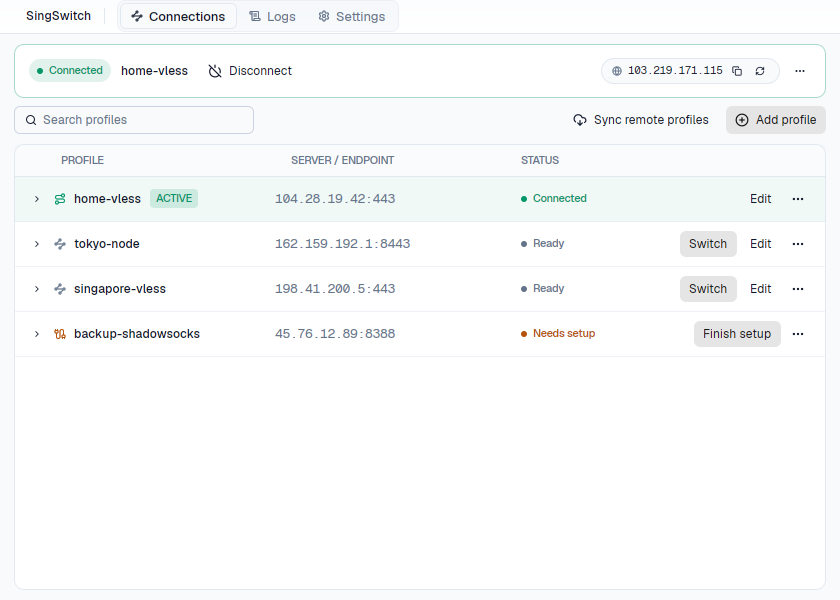 SingSwitch Connections Logs Settings
Connected home-vless Disconnect 103.219.171.115
Search profiles Sync remote profiles Add profile
PROFILE SERVER / ENDPOINT STATUS
home-vless ACTIVE 104.28.19.42:443 Connected Edit
tokyo-node 162.159.192.1:8443 Ready Switch Edit
singapore-vless 198.41.200.5:443 Ready Switch Edit
backup-shadowsocks 45.76.12.89:8388 Needs setup Finish setup